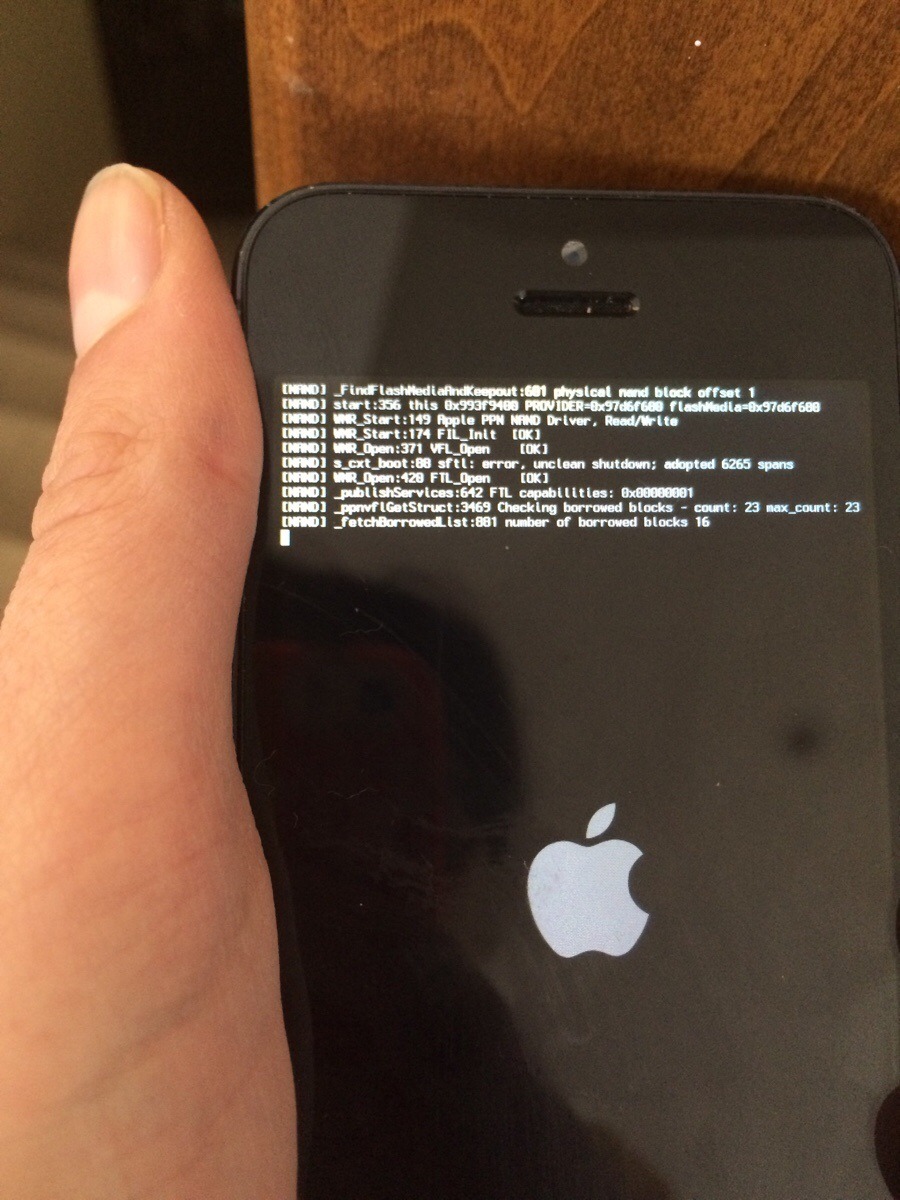 [NAND] _FindFlashMediaAndKeepout:601 physical nand block offset 1
[NAND] start:356 this 0x993f9400 PROVIDER=0x97d6f600 flashMedia=0x97d6f600
[NAND] WMR_Start:149 Apple PPN NAND Driver, Read/Write
[NAND] WMR_Start:174 FIL_Init [OK]
[NAND] WMR_Open:371 VFL_Open [OK]
[NAND] s_cxt_boot:88 sftl: error, unclean shutdown; adopted 6265 spans
[NAND] WMR_Open:420 FTL_Open [OK]
[NAND] _publishServices:642 FTL capabilities: 0x00000001
[NAND] _ppnvflGetStruct:3469 Checking borrowed blocks - count: 23 max_count: 23
[NAND] _fetchBorrowedList:881 number of borrowed blocks 16